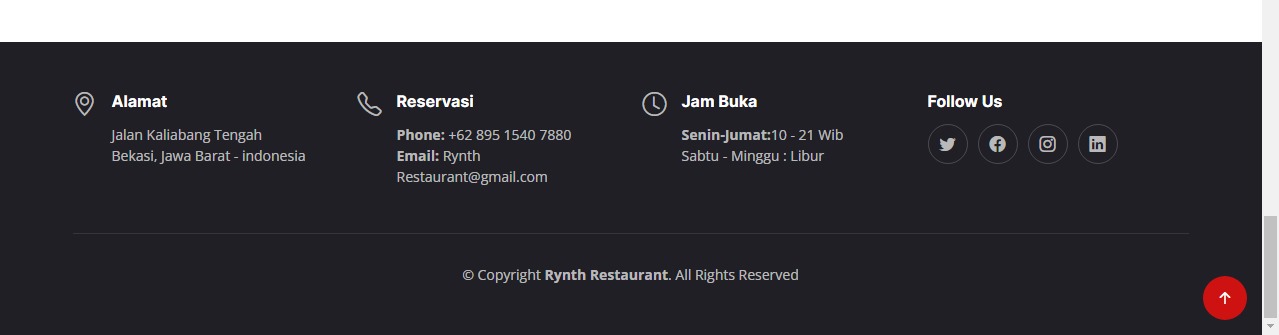 Alamat
Jalan Kaliabang Tengah
Bekasi, Jawa Barat - indonesia
Reservasi
Phone: +62 895 1540 7880
Email: Rynth
Restaurant@gmail.com
Jam Buka
Senin-Jumat:10 - 21 Wib
Sabtu - Minggu : Libur
Follow Us
© Copyright Rynth Restaurant. All Rights Reserved